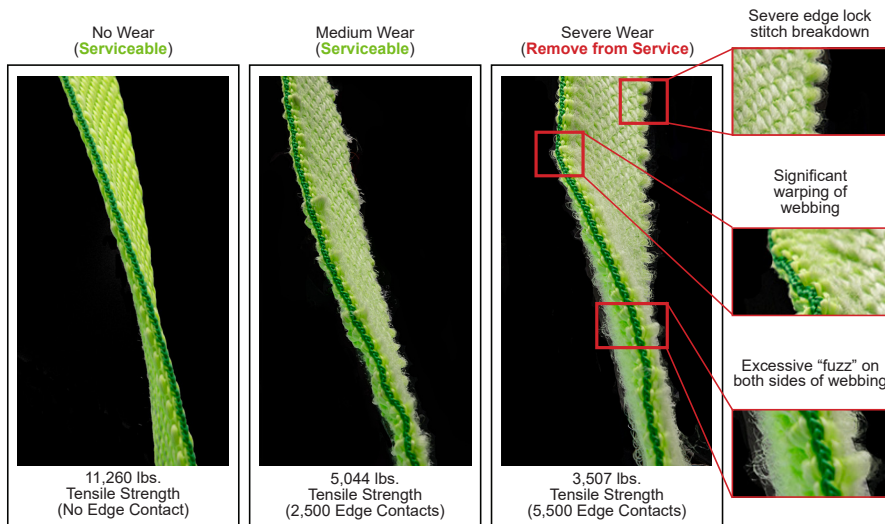 No Wear
(Serviceable)
11,260 lbs.
Tensile Strength
(No Edge Contact)
Medium Wear
(Serviceable)
5,044 lbs.
Tensile Strength
(2,500 Edge Contacts)
Severe Wear
(Remove from Service)
3,507 lbs.
Tensile Strength
(5,500 Edge Contacts)
Severe edge lock
stitch breakdown
Significant
warping of
webbing
Excessive “fuzz” on
both sides of webbing